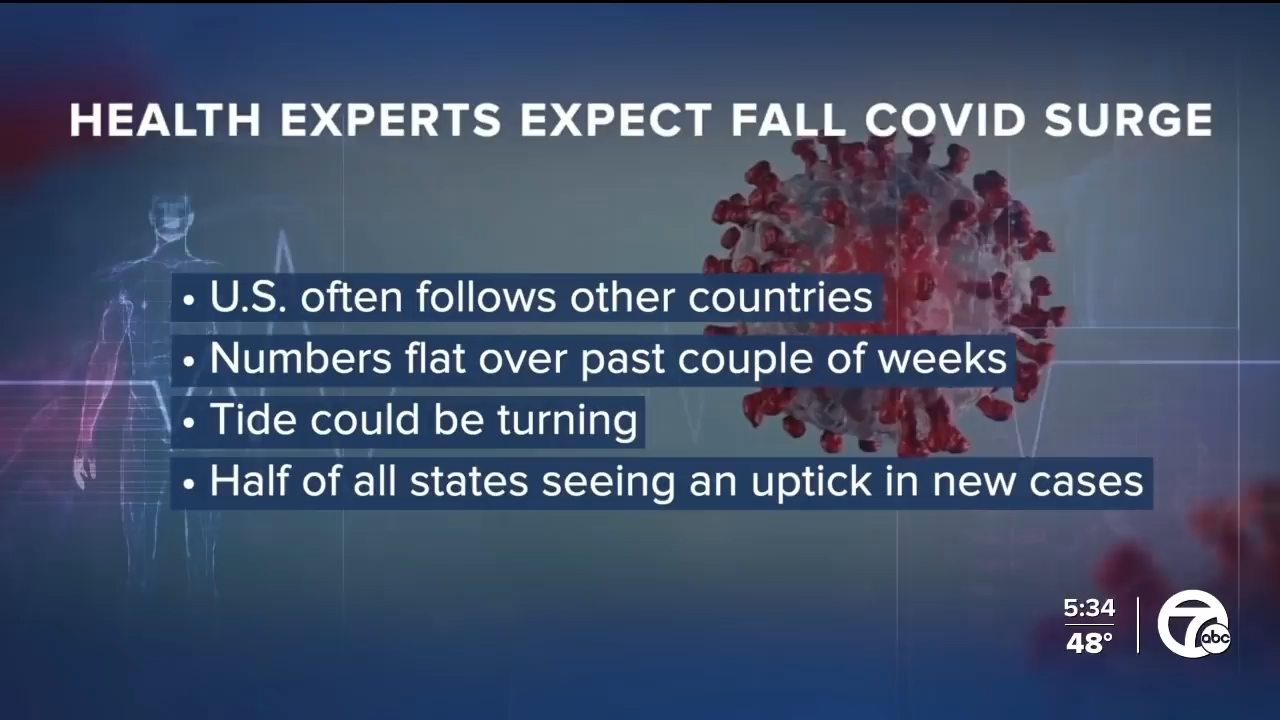 HEALTH EXPERTS EXPECT FALL COVID SURGE
• U.S. often follows other countries
• Numbers flat over past couple of weeks
• Tide could be turning
• Half of all states seeing an uptick in new cases
5:34
48°
7 abc